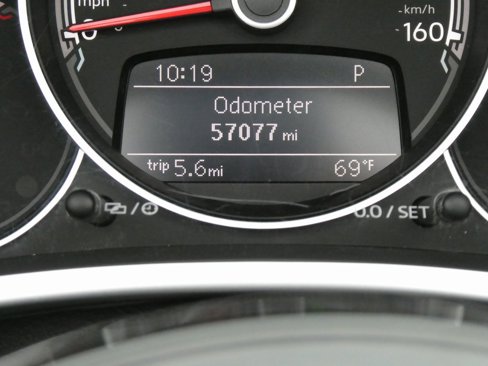 mph
km/h
160
10:19 P
Odometer
57077 mi
trip 5.6 mi 69°F
0.0 / SET